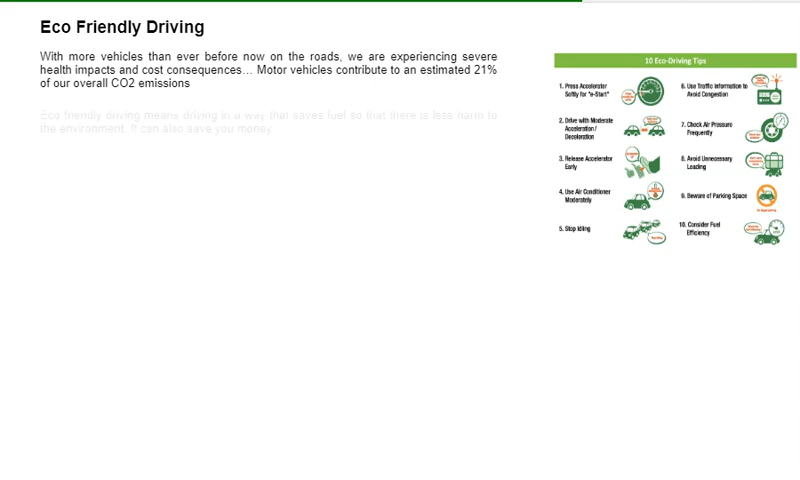 Eco Friendly Driving
With more vehicles than ever before now on the roads, we are experiencing severe
health impacts and cost consequences… Motor vehicles contribute to an estimated 21%
of our overall CO2 emissions
Eco friendly driving means driving in a way that saves fuel so that there is less harm to
the environment. It can also save you money.
10 Eco-Driving Tips
1. Press Accelerator
Softly for "e-Start"
2. Drive with Moderate
Acceleration/
Deceleration
3. Release Accelerator
Early
4. Use Air Conditioner
Moderately
5. Stop Idling
6. Use Traffic Information to
Avoid Congestion
7. Check Air Pressure
Frequently
8. Avoid Unnecessary
Loading
9. Beware of Parking Space
10. Consider Fuel
Efficiency